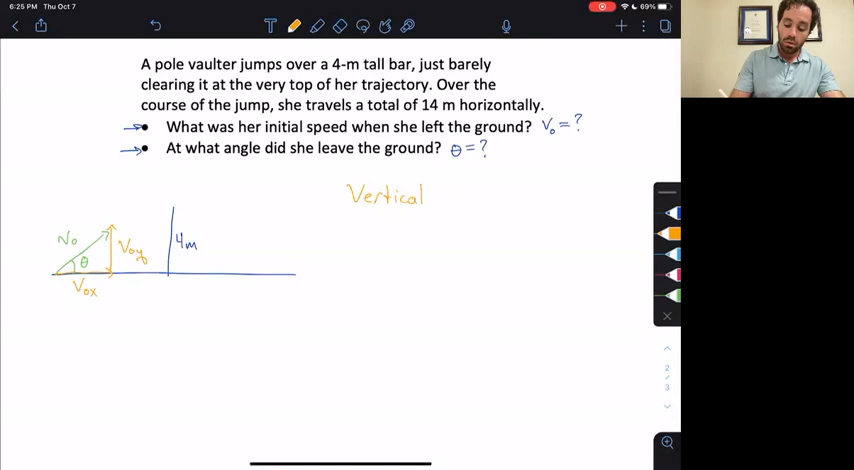 6:25 PM Thu Oct 7
69%
T
A pole vaulter jumps over a 4-m tall bar, just barely
clearing it at the very top of her trajectory. Over the
course of the jump, she travels a total of 14 m horizontally.
• What was her initial speed when she left the ground? V₀ = ?
• At what angle did she leave the ground? θ = ?
Vertical
V₀
4m
V₀y
θ
V₀x
2
/
3